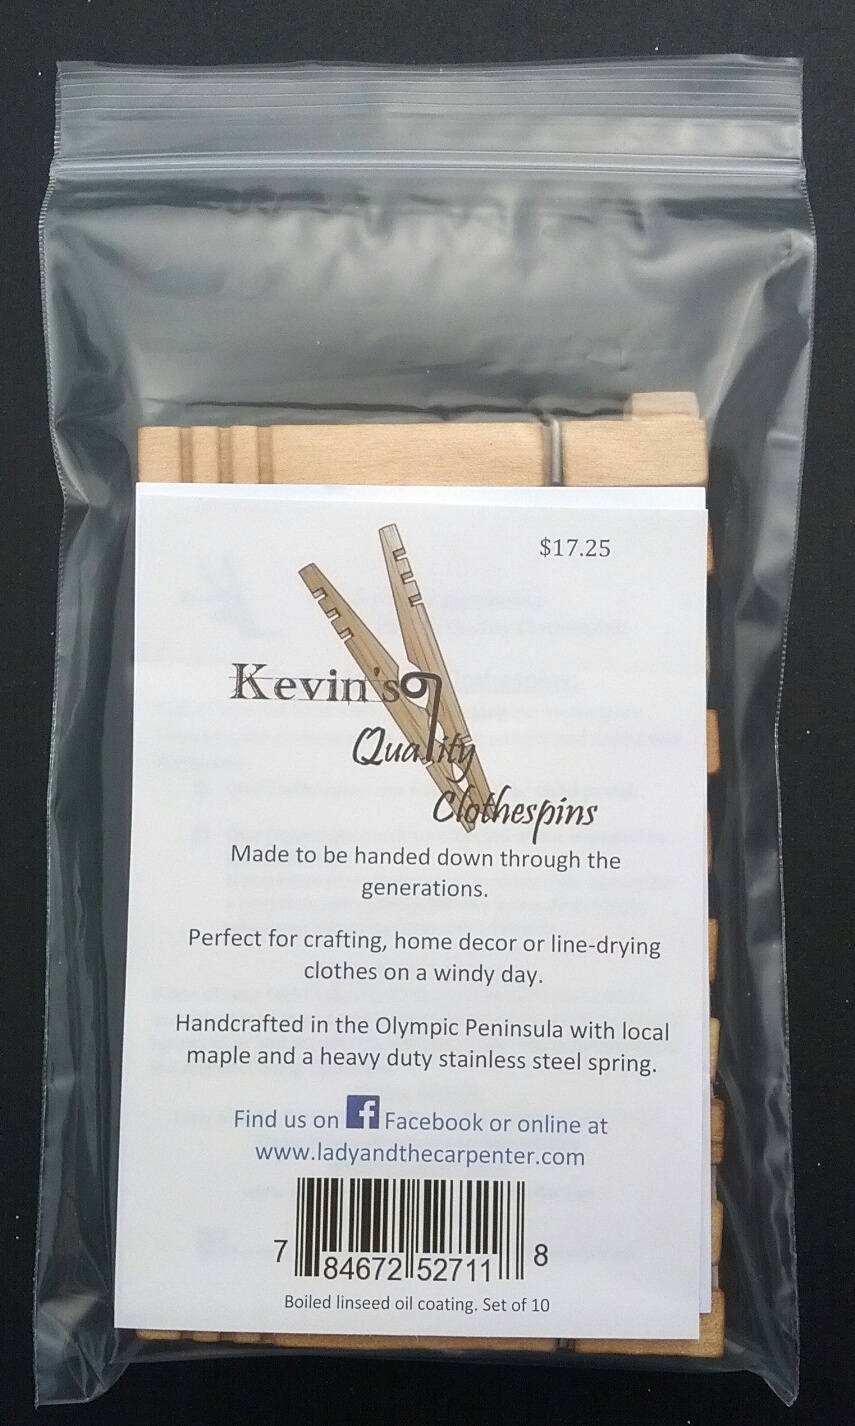 $17.25
Kevin's
Quality
Clothespins
Made to be handed down through the
generations.
Perfect for crafting, home decor or line-drying
clothes on a windy day.
Handcrafted in the Olympic Peninsula with local
maple and a heavy duty stainless steel spring.
Find us on f Facebook or online at
www.ladyandthecarpenter.com
7 84672 52711 8
Boiled linseed oil coating. Set of 10